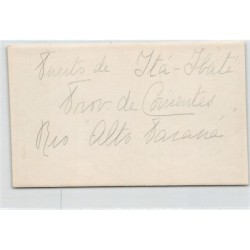 Puerto de Itá-Ibaté
Prov. de Corrientes.
Rio Alto Paraná